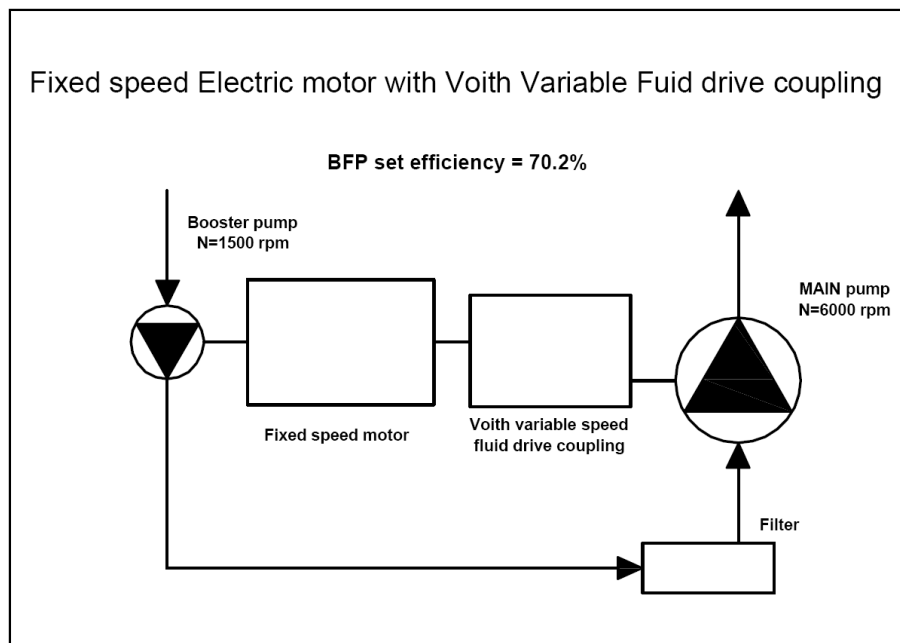 Fixed speed Electric motor with Voith Variable Fuid drive coupling
BFP set efficiency = 70.2%
Booster pump
N=1500 rpm
MAIN pump
N=6000 rpm
Fixed speed motor
Voith variable speed
fluid drive coupling
Filter